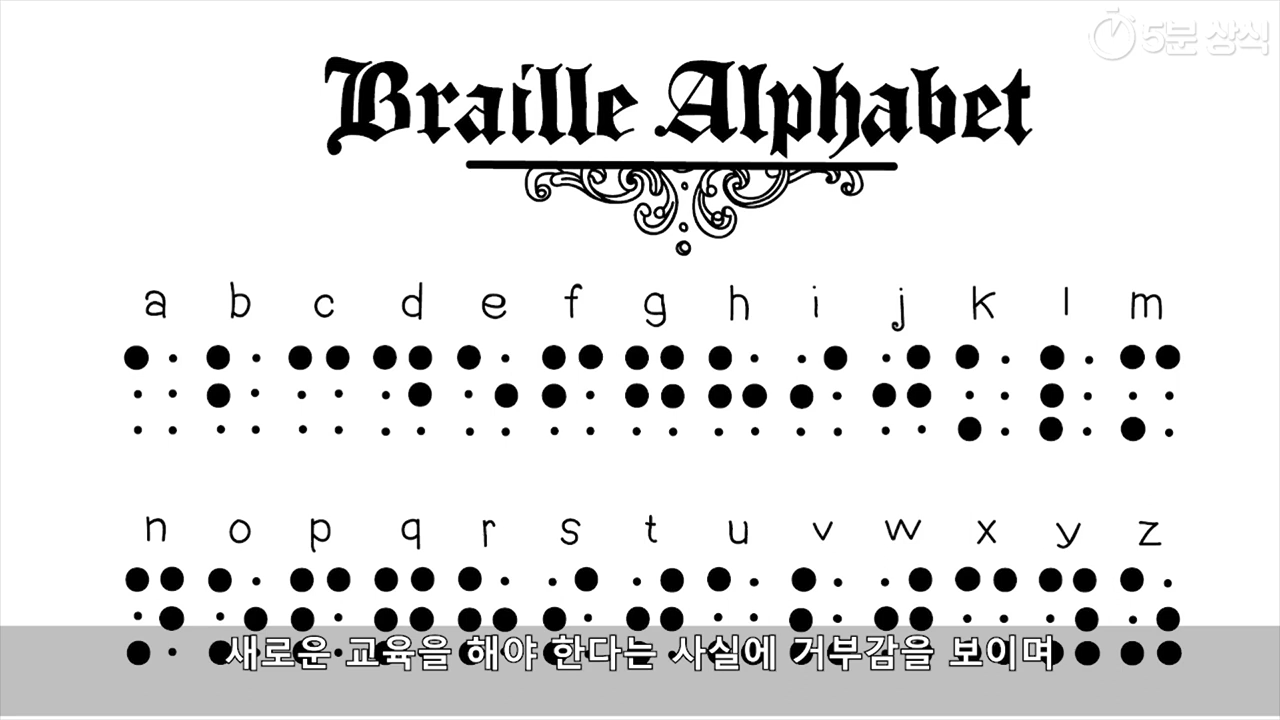 5분 상식
Braille Alphabet
a b c d e f g h i j k l m
n o p q r s t u v w x y z
새로운 교육을 해야 한다는 사실에 거부감을 보이며